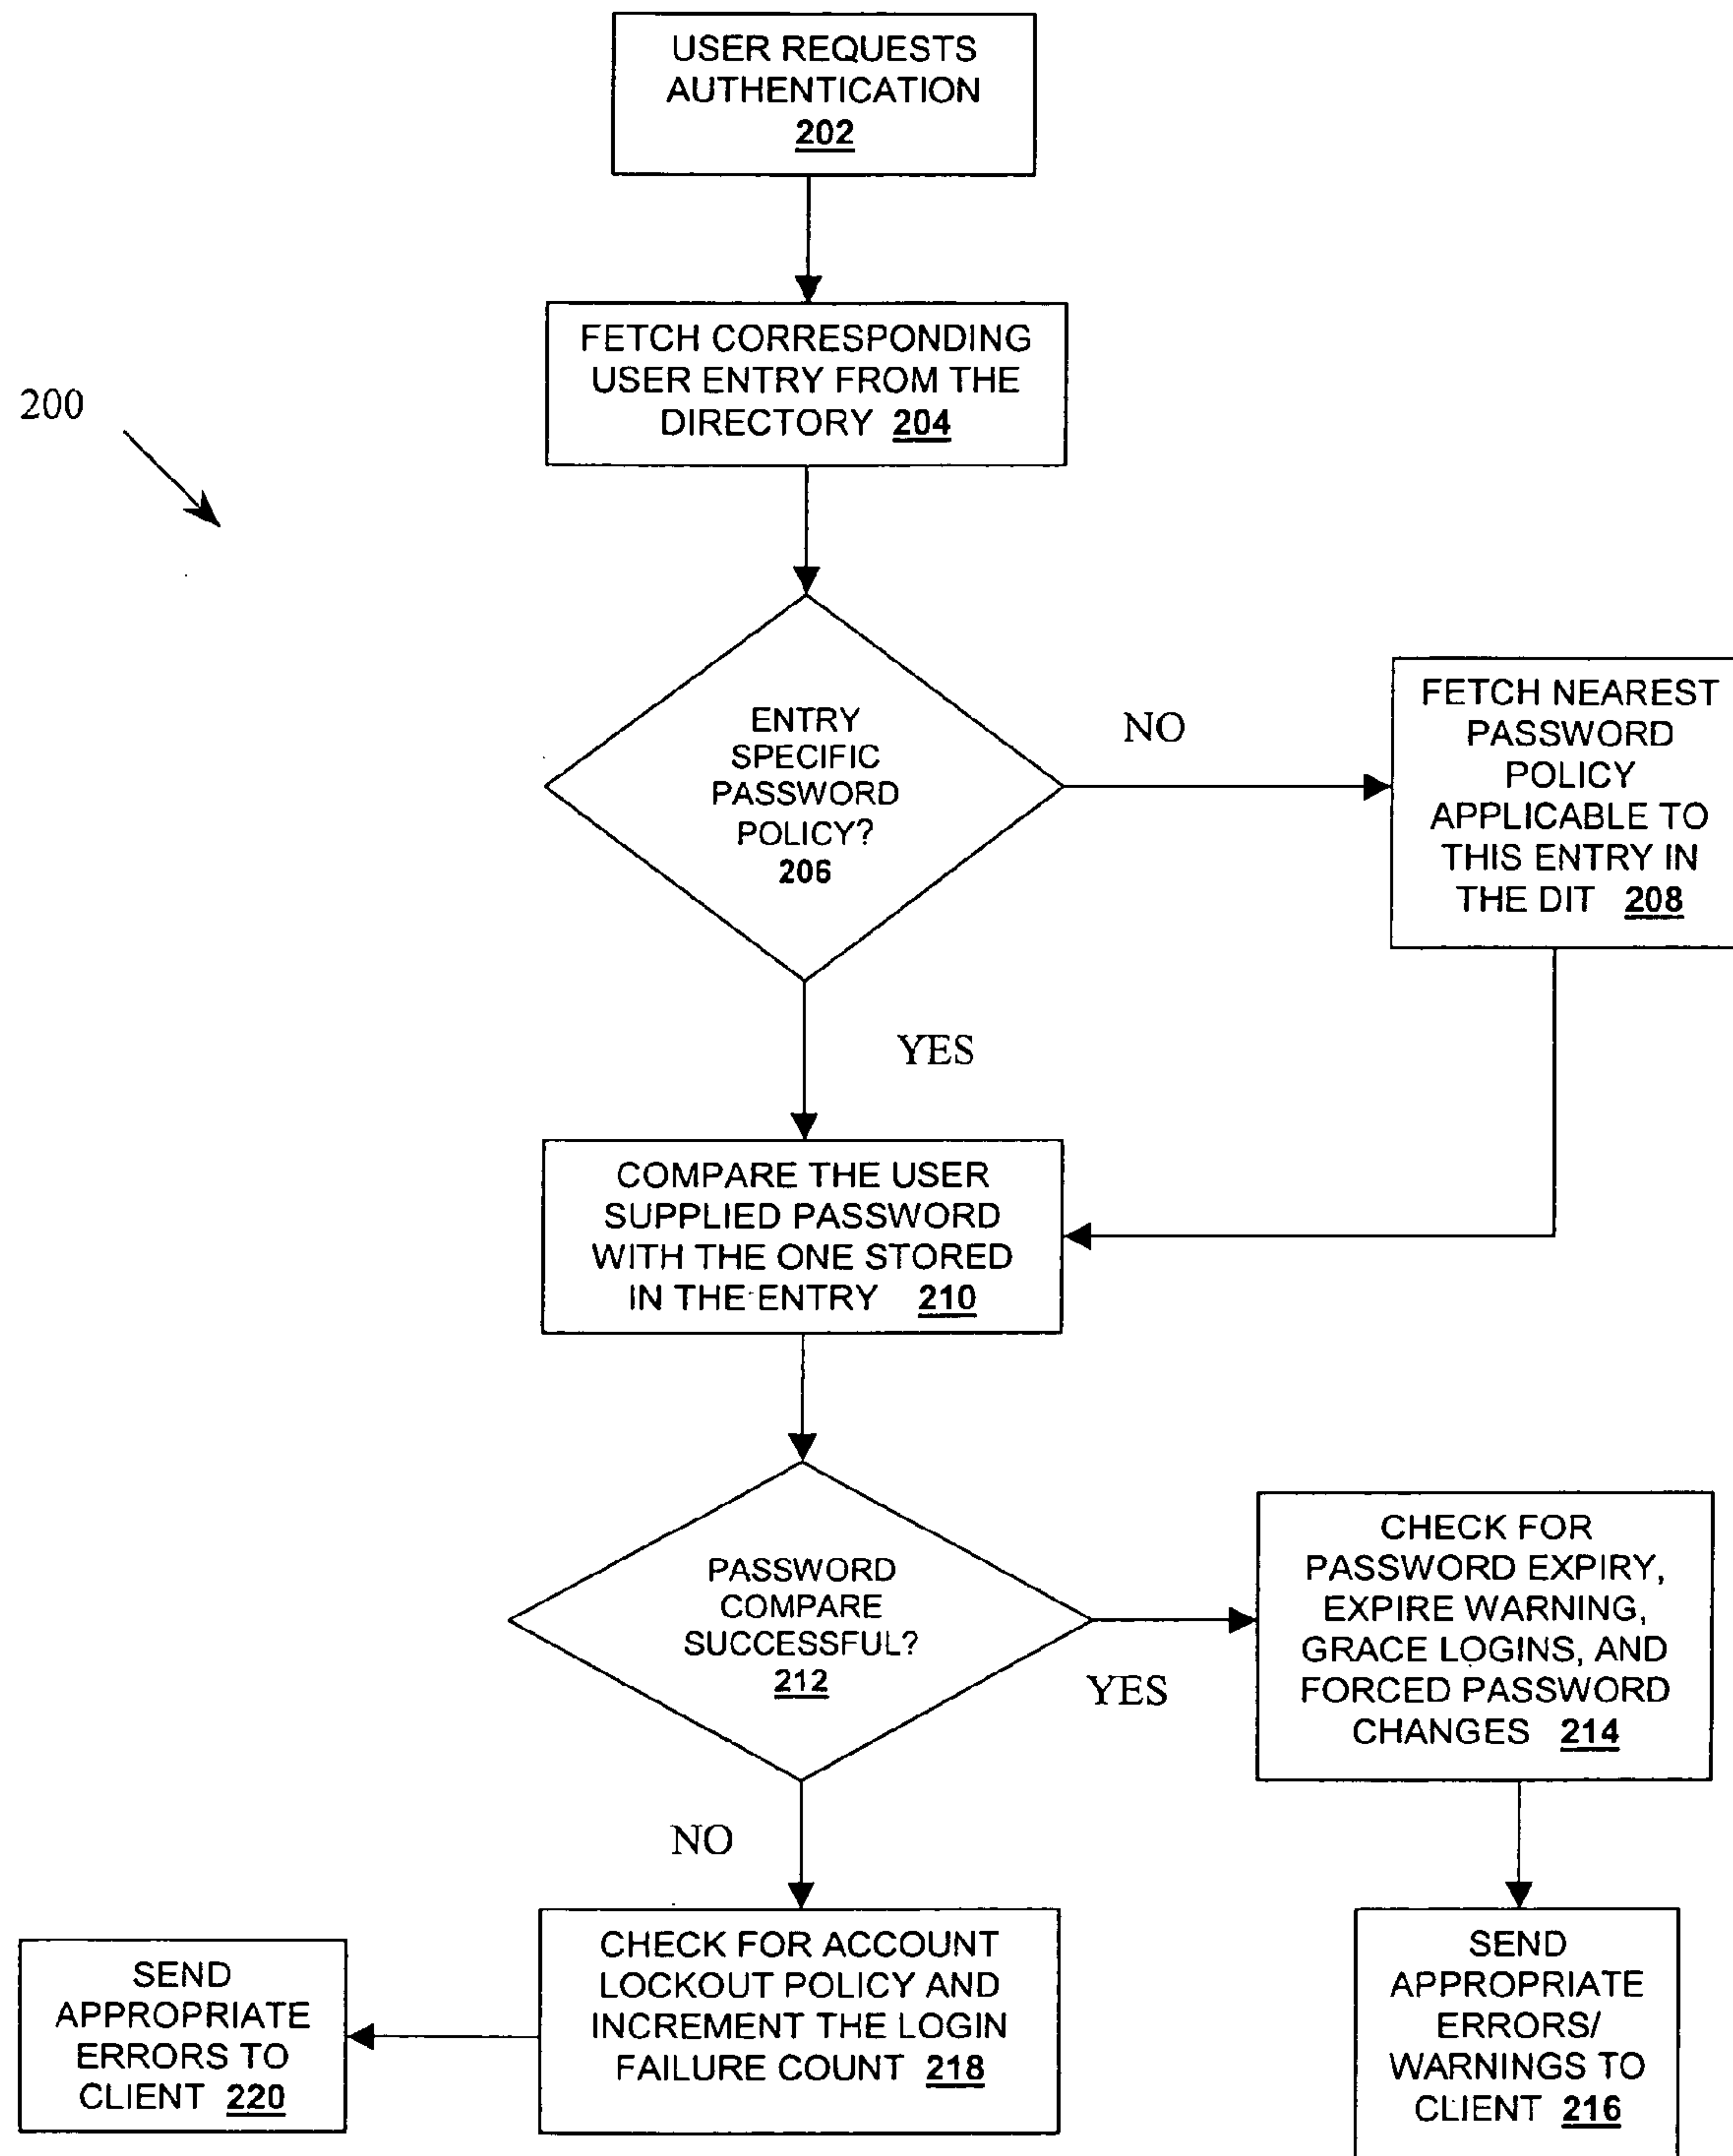 USER REQUESTS
AUTHENTICATION
202
FETCH CORRESPONDING
USER ENTRY FROM THE
DIRECTORY 204
200
ENTRY
SPECIFIC
PASSWORD
POLICY?
206
NO
FETCH NEAREST
PASSWORD
POLICY
APPLICABLE TO
THIS ENTRY IN
THE DIT 208
YES
COMPARE THE USER
SUPPLIED PASSWORD
WITH THE ONE STORED
IN THE ENTRY 210
PASSWORD
COMPARE
SUCCESSFUL?
212
YES
CHECK FOR
PASSWORD EXPIRY,
EXPIRE WARNING,
GRACE LOGINS, AND
FORCED PASSWORD
CHANGES 214
NO
CHECK FOR ACCOUNT
LOCKOUT POLICY AND
INCREMENT THE LOGIN
FAILURE COUNT 218
SEND
APPROPRIATE
ERRORS TO
CLIENT 220
SEND
APPROPRIATE
ERRORS/
WARNINGS TO
CLIENT 216